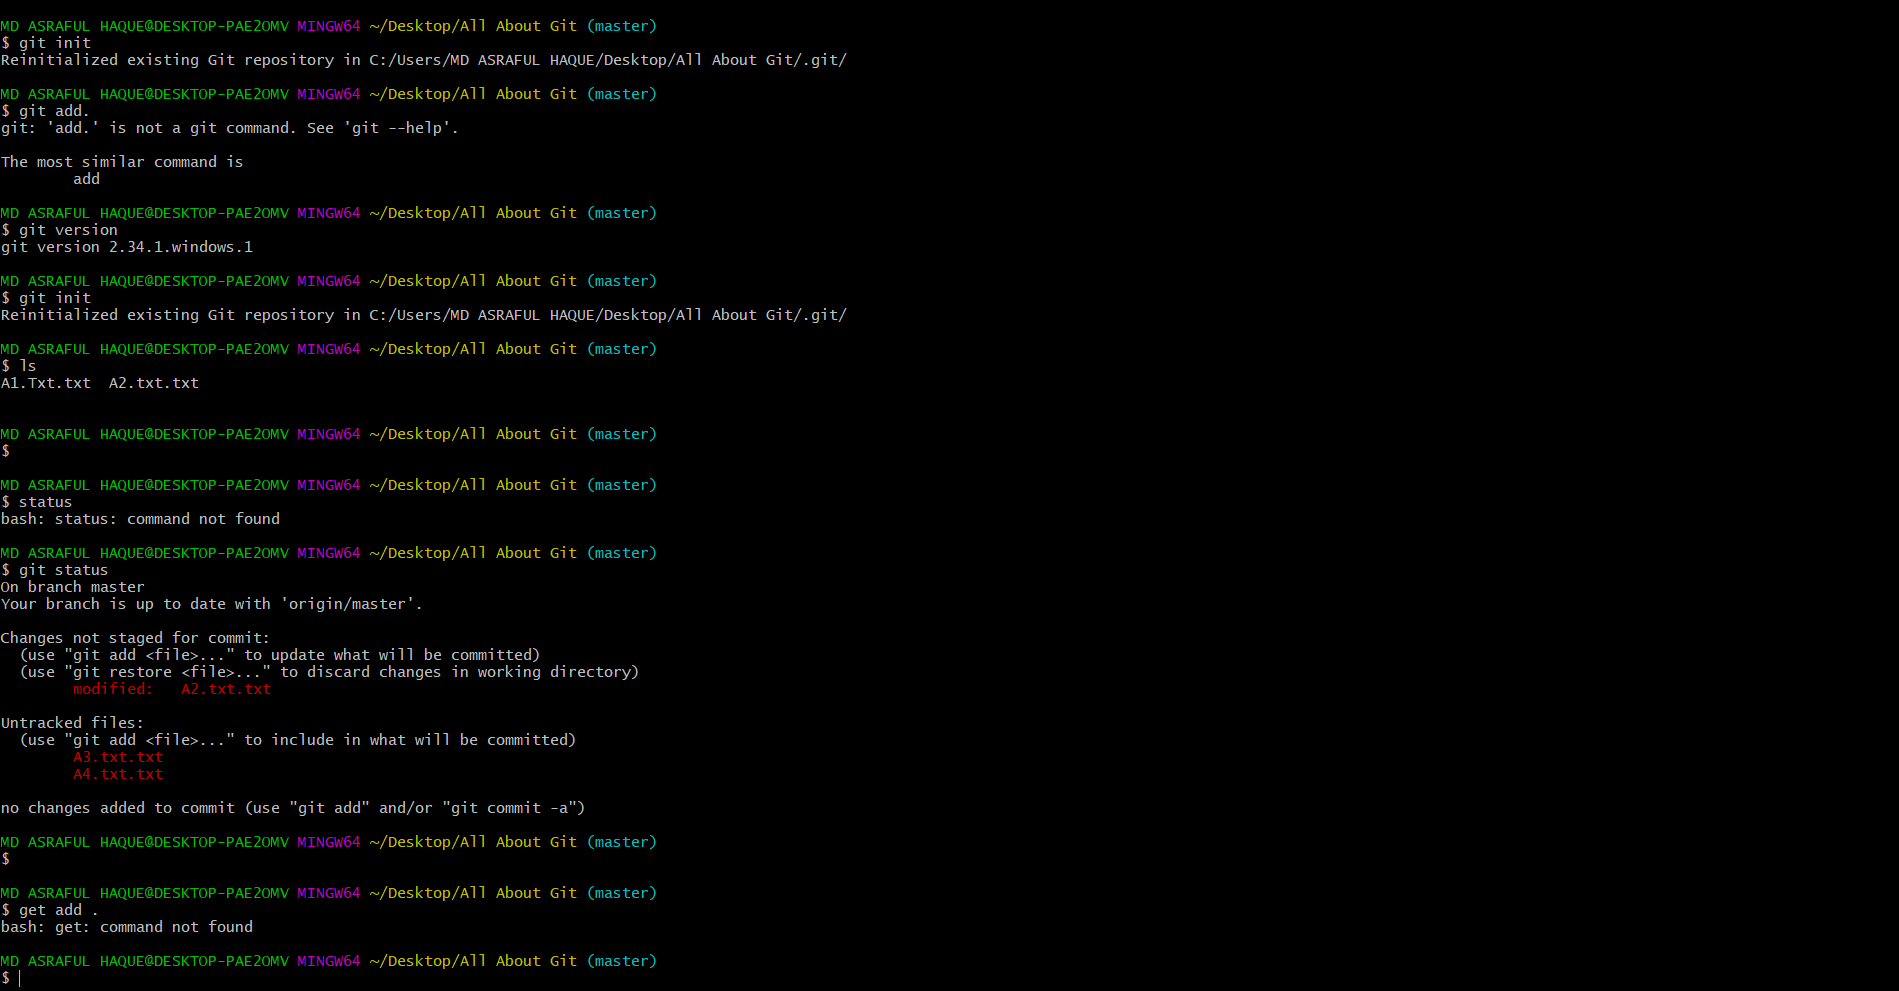 MD ASRAFUL HAQUE@DESKTOP-PAE2OMV MINGW64 ~/Desktop/All About Git (master)
$ git init
Reinitialized existing Git repository in C:/Users/MD ASRAFUL HAQUE/Desktop/All About Git/.git/
MD ASRAFUL HAQUE@DESKTOP-PAE2OMV MINGW64 ~/Desktop/All About Git (master)
$ git add.
git: 'add.' is not a git command. See 'git --help'.
The most similar command is
add
MD ASRAFUL HAQUE@DESKTOP-PAE2OMV MINGW64 ~/Desktop/All About Git (master)
$ git version
git version 2.34.1.windows.1
MD ASRAFUL HAQUE@DESKTOP-PAE2OMV MINGW64 ~/Desktop/All About Git (master)
$ git init
Reinitialized existing Git repository in C:/Users/MD ASRAFUL HAQUE/Desktop/All About Git/.git/
MD ASRAFUL HAQUE@DESKTOP-PAE2OMV MINGW64 ~/Desktop/All About Git (master)
$ ls
A1.Txt.txt  A2.txt.txt
MD ASRAFUL HAQUE@DESKTOP-PAE2OMV MINGW64 ~/Desktop/All About Git (master)
$
MD ASRAFUL HAQUE@DESKTOP-PAE2OMV MINGW64 ~/Desktop/All About Git (master)
$ status
bash: status: command not found
MD ASRAFUL HAQUE@DESKTOP-PAE2OMV MINGW64 ~/Desktop/All About Git (master)
$ git status
On branch master
Your branch is up to date with 'origin/master'.
Changes not staged for commit:
(use "git add <file>..." to update what will be committed)
(use "git restore <file>..." to discard changes in working directory)
modified:   A2.txt.txt
Untracked files:
(use "git add <file>..." to include in what will be committed)
A3.txt.txt
A4.txt.txt
no changes added to commit (use "git add" and/or "git commit -a")
MD ASRAFUL HAQUE@DESKTOP-PAE2OMV MINGW64 ~/Desktop/All About Git (master)
$
MD ASRAFUL HAQUE@DESKTOP-PAE2OMV MINGW64 ~/Desktop/All About Git (master)
$ get add .
bash: get: command not found
MD ASRAFUL HAQUE@DESKTOP-PAE2OMV MINGW64 ~/Desktop/All About Git (master)
$